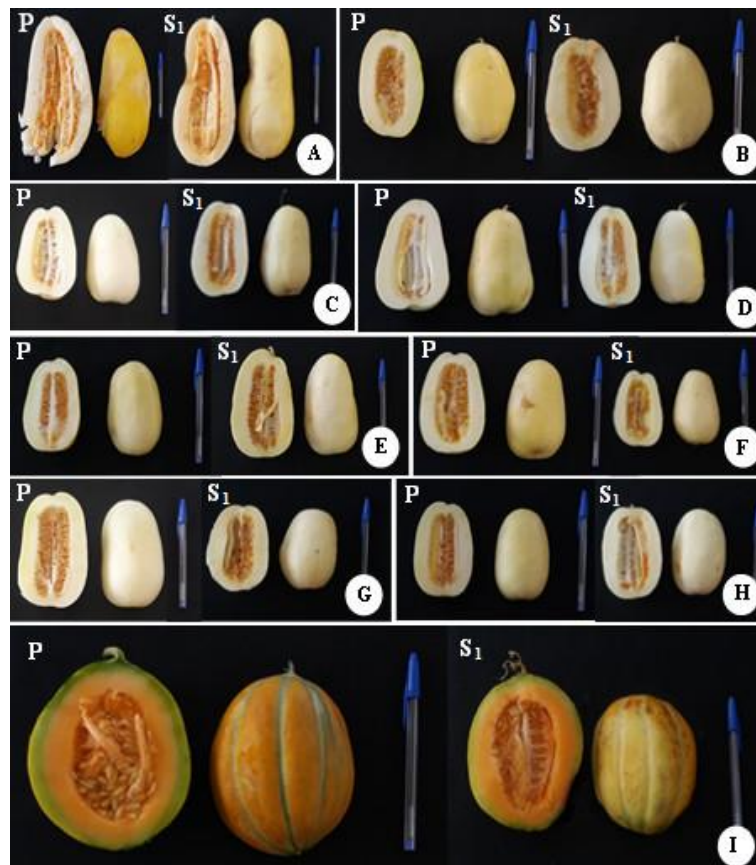 P S₁ A
P S₁ B
P S₁ C
P S₁ D
P S₁ E
P S₁ F
P S₁ G
P S₁ H
P S₁ I